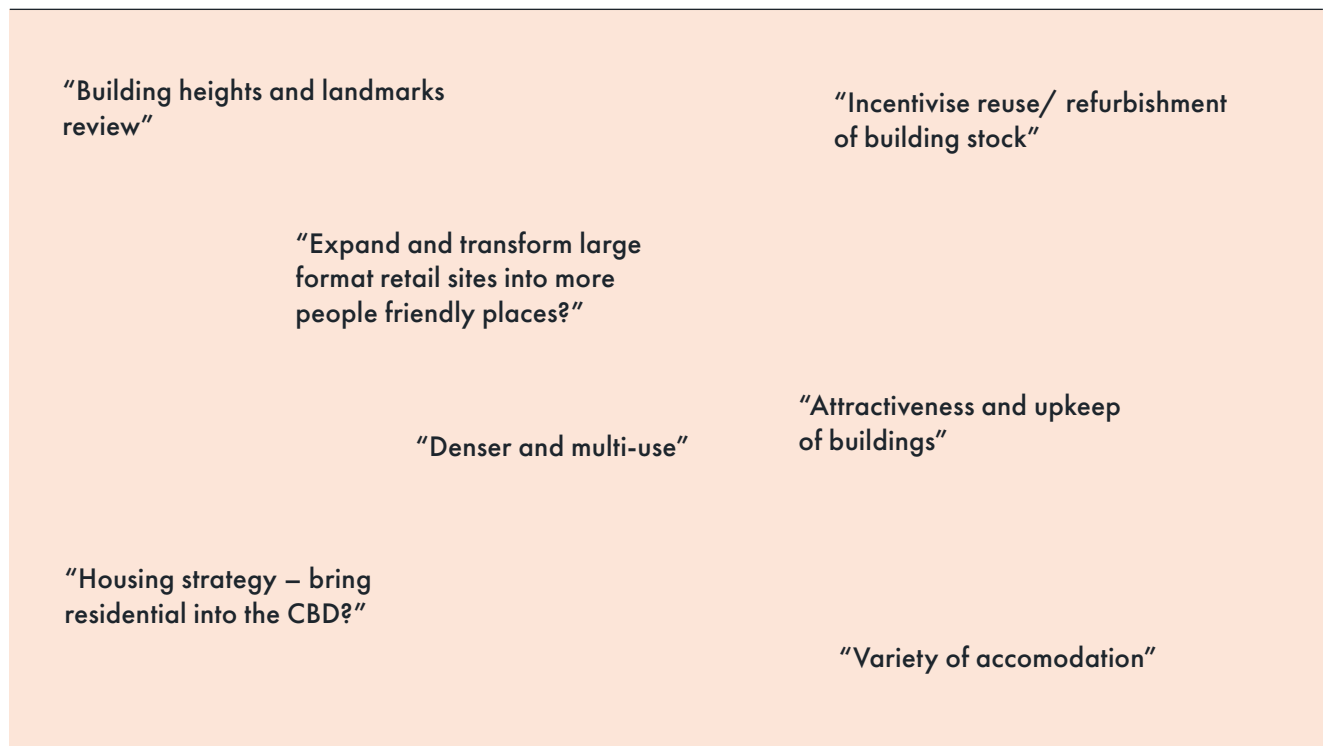 “Building heights and landmarks
review”
“Incentivise reuse/ refurbishment
of building stock”
“Expand and transform large
format retail sites into more
people friendly places?”
“Attractiveness and upkeep
of buildings”
“Denser and multi-use”
“Housing strategy – bring
residential into the CBD?”
“Variety of accomodation”